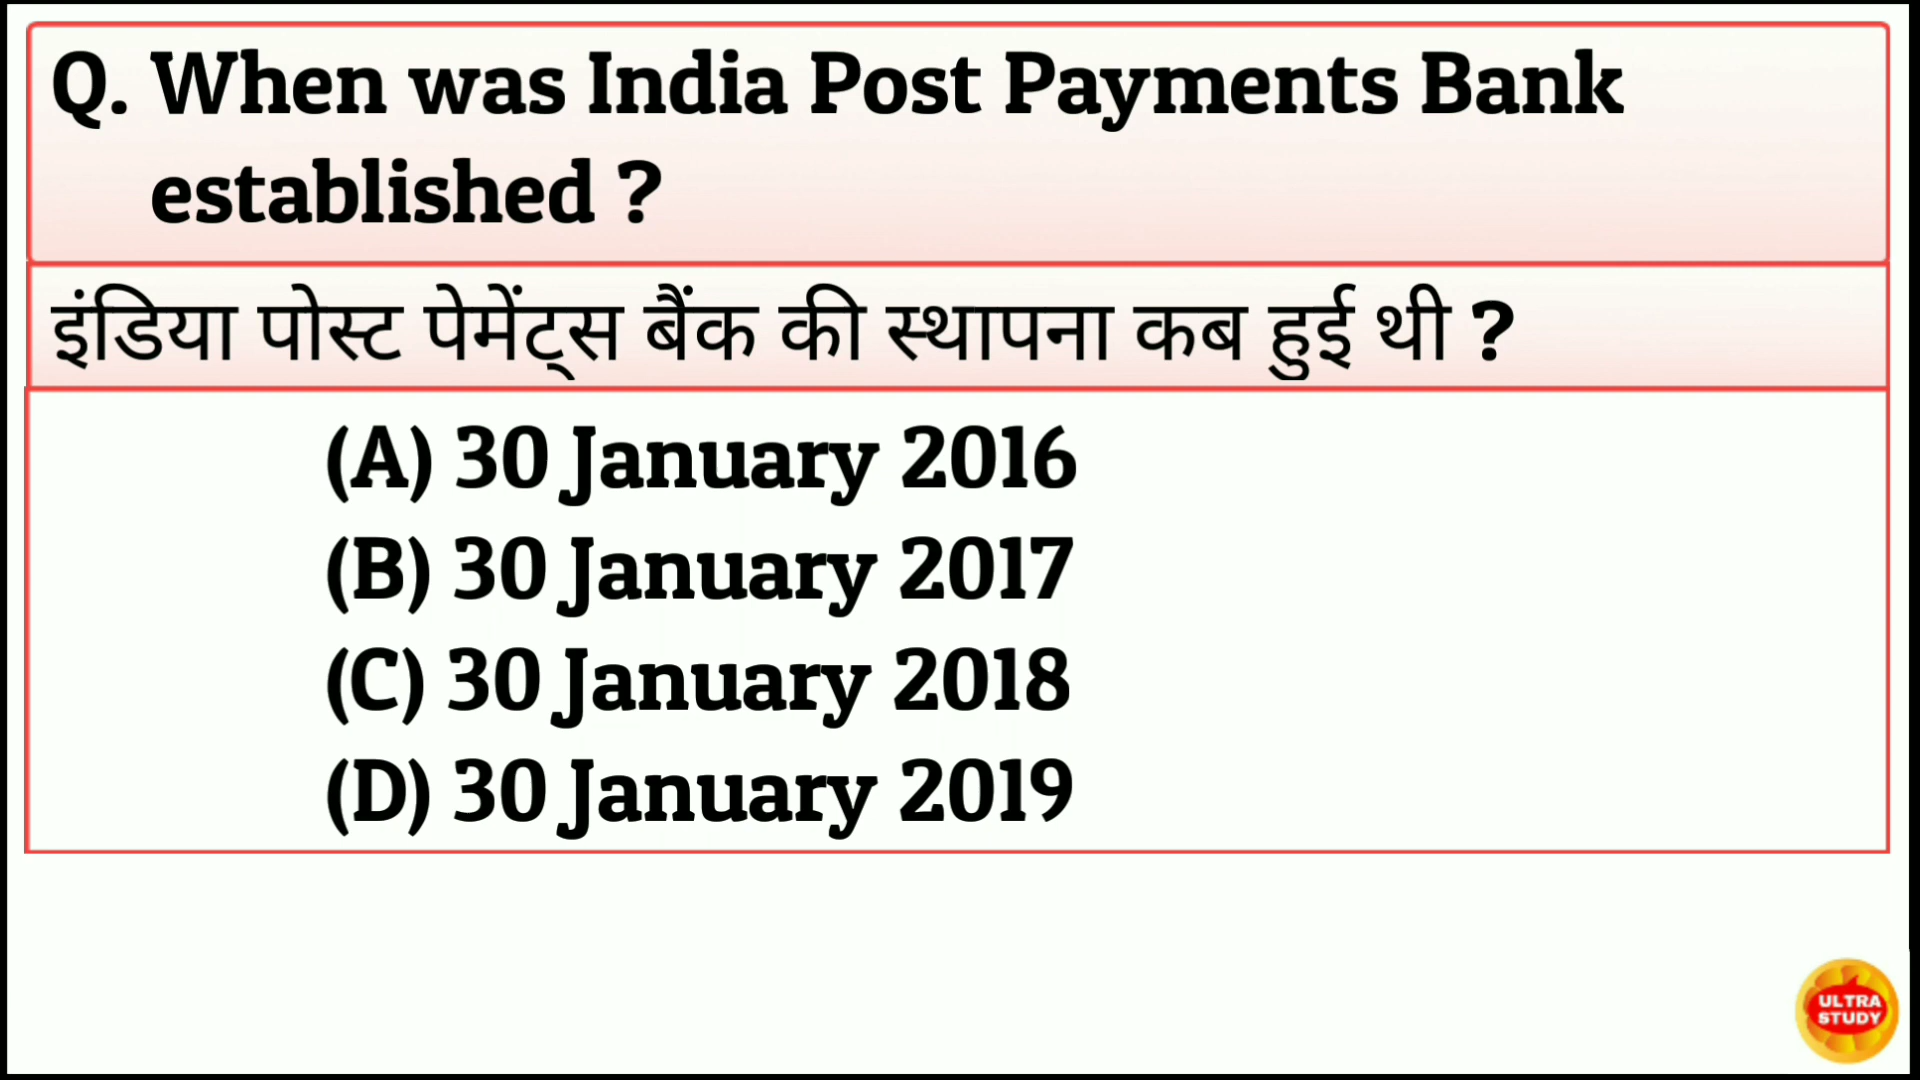 Q. When was India Post Payments Bank
established ?
इंडिया पोस्ट पेमेंट्स बैंक की स्थापना कब हुई थी ?
(A) 30 January 2016
(B) 30 January 2017
(C) 30 January 2018
(D) 30 January 2019
ULTRA
STUDY